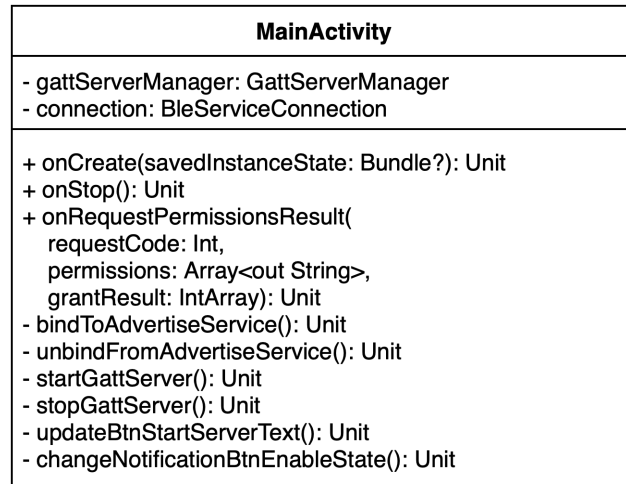 MainActivity
- gattServerManager: GattServerManager
- connection: BleServiceConnection
+ onCreate(savedInstanceState: Bundle?): Unit
+ onStop(): Unit
+ onRequestPermissionsResult(
requestCode: Int,
permissions: Array<out String>,
grantResult: IntArray): Unit
- bindToAdvertiseService(): Unit
- unbindFromAdvertiseService(): Unit
- startGattServer(): Unit
- stopGattServer(): Unit
- updateBtnStartServerText(): Unit
- changeNotificationBtnEnableState(): Unit